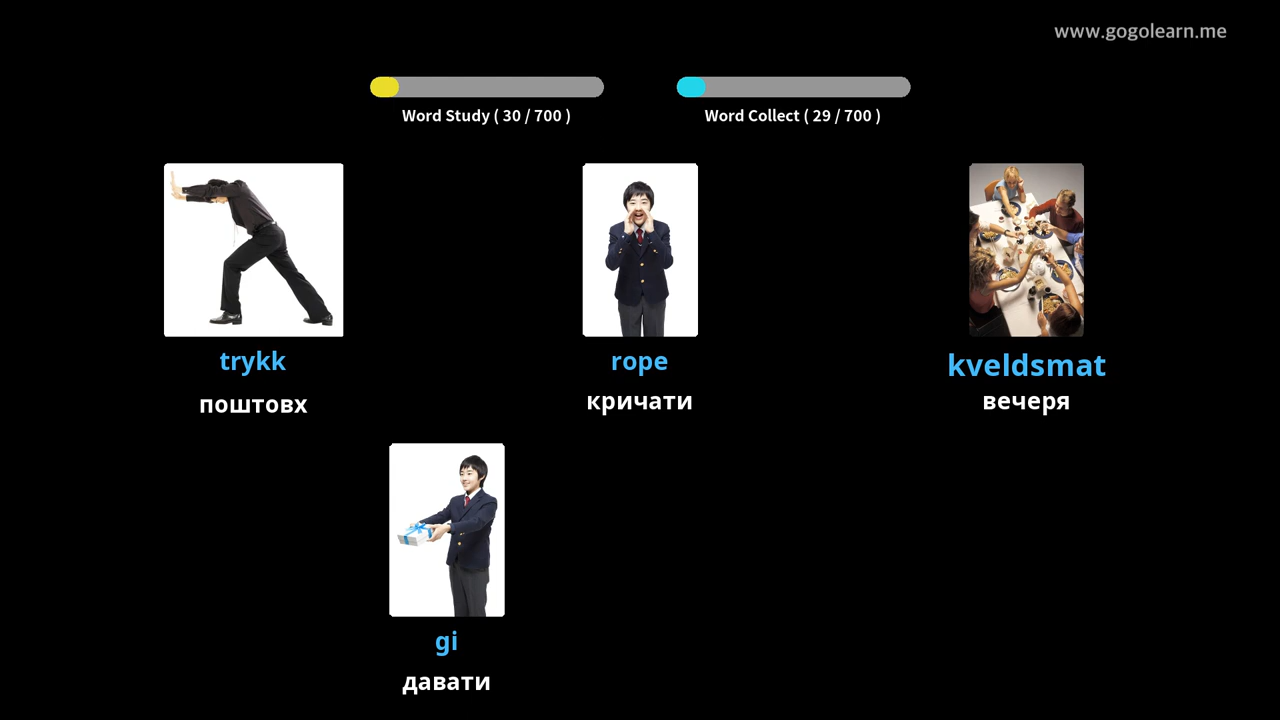 www.gogolearn.me
Word Study ( 30 / 700 )
Word Collect ( 29 / 700 )
trykk
поштовх
rope
кричати
kveldsmat
вечеря
gi
давати